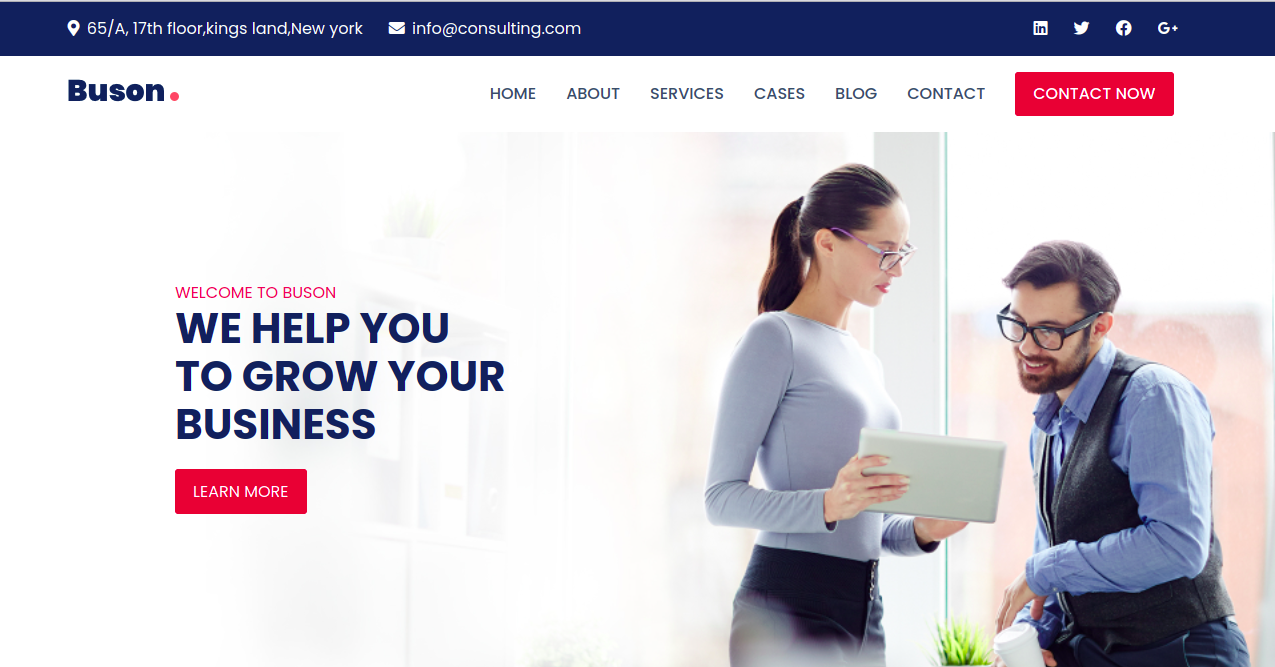 65/A, 17th floor,kings land,New york info@consulting.com
Buson.
HOME ABOUT SERVICES CASES BLOG CONTACT CONTACT NOW
WELCOME TO BUSON
WE HELP YOU
TO GROW YOUR
BUSINESS
LEARN MORE